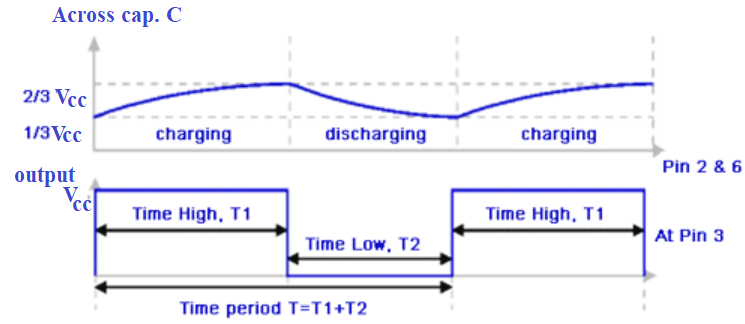 Across cap. C
2/3 Vcc
1/3Vcc
charging
discharging
charging
Pin 2 & 6
output
Vcc
Time High, T1
Time High, T1
Time Low, T2
At Pin 3
Time period T=T1+T2